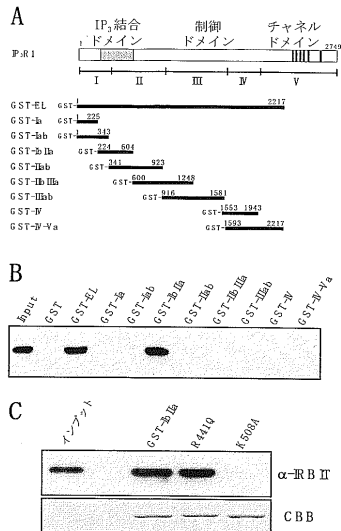 A
IP₃結合
ドメイン
制御
ドメイン
チャネル
ドメイン
IP₃R1
1
2749
I II III IV V
GST-EL GST- 2217
GST-Ia GST- 225
GST-Iab GST- 343
GST-IbIIa GST- 224 604
GST-IIab GST- 341 923
GST-IIbIIIa GST- 600 1248
GST-IIIab GST- 916 1581
GST-IV GST- 1553 1943
GST-IV-Va GST- 1593 2217
B
Input GST GST-EL GST-Ia GST-Iab GST-IbIIa GST-IIab GST-IIbIIIa GST-IIIab GST-IV GST-IV-Va
C
インプット GST-IbIIa R441Q K508A
α-IRBIT
CBB